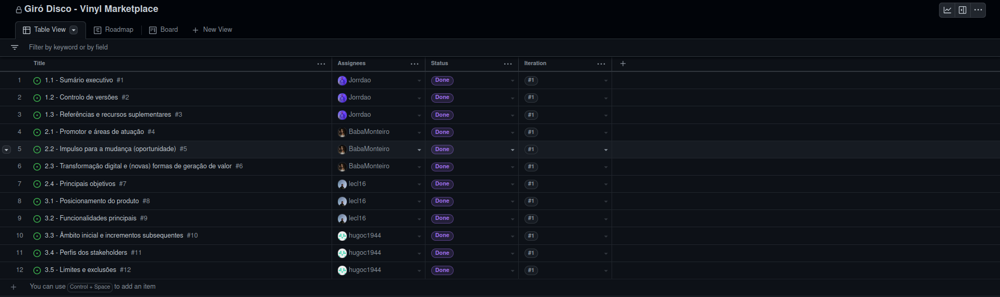 Giró Disco - Vinyl Marketplace
Table View Roadmap Board New View
Filter by keyword or by field
Title Assignees Status Iteration
1 1.1 - Sumário executivo #1 Jorrdao Done #1
2 1.2 - Controlo de versões #2 Jorrdao Done #1
3 1.3 - Referências e recursos suplementares #3 Jorrdao Done #1
4 2.1 - Promotor e áreas de atuação #4 BabaMonteiro Done #1
5 2.2 - Impulso para a mudança (oportunidade) #5 BabaMonteiro Done #1
6 2.3 - Transformação digital e (novas) formas de geração de valor #6 BabaMonteiro Done #1
7 2.4 - Principais objetivos #7 lecl16 Done #1
8 3.1 - Posicionamento do produto #8 lecl16 Done #1
9 3.2 - Funcionalidades principais #9 lecl16 Done #1
10 3.3 - Âmbito inicial e incrementos subsequentes #10 hugoc1944 Done #1
11 3.4 - Perfis dos stakeholders #11 hugoc1944 Done #1
12 3.5 - Limites e exclusões #12 hugoc1944 Done #1
You can use Control + Space to add an item